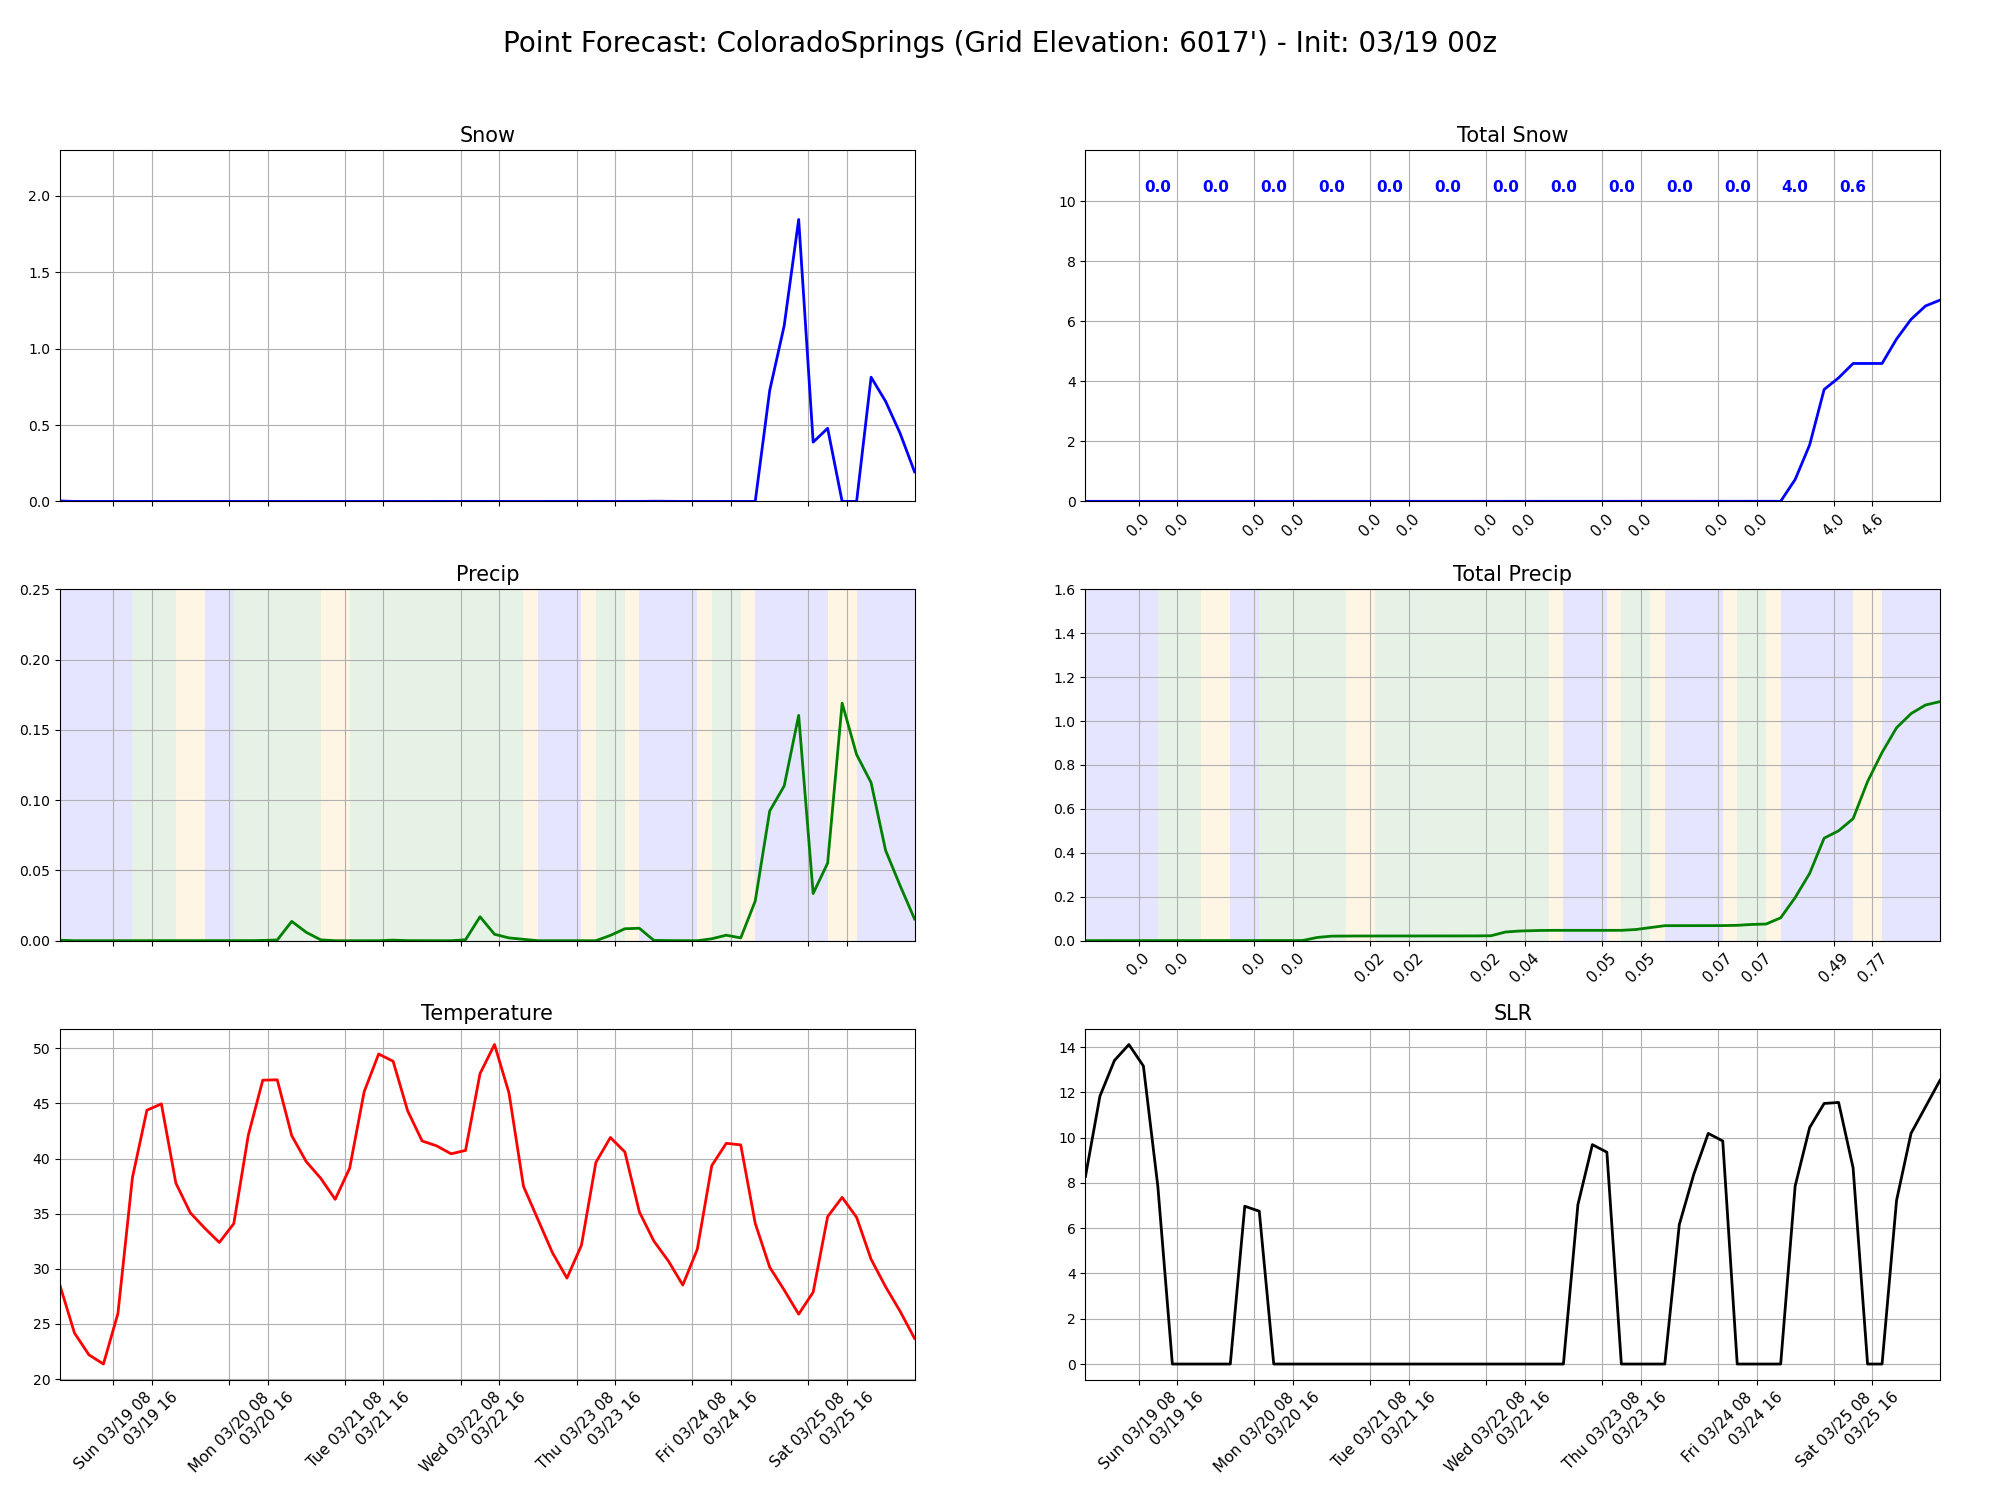 Point Forecast: ColoradoSprings (Grid Elevation: 6017') - Init: 03/19 00z
Snow
2.0
1.5
1.0
0.5
0.0
Total Snow
0.0 0.0 0.0 0.0 0.0 0.0 0.0 0.0 0.0 0.0 0.0 4.0 0.6
10
8
6
4
2
0
0.0 0.0 0.0 0.0 0.0 0.0 0.0 0.0 0.0 0.0 0.0 0.0 4.0 4.6
Precip
0.25
0.20
0.15
0.10
0.05
0.00
Total Precip
1.6
1.4
1.2
1.0
0.8
0.6
0.4
0.2
0.0
0.0 0.0 0.0 0.0 0.02 0.02 0.02 0.04 0.05 0.05 0.07 0.07 0.49 0.77
Temperature
50
45
40
35
30
25
20
Sun 03/19 08
03/19 16
Mon 03/20 08
03/20 16
Tue 03/21 08
03/21 16
Wed 03/22 08
03/22 16
Thu 03/23 08
03/23 16
Fri 03/24 08
03/24 16
Sat 03/25 08
03/25 16
SLR
14
12
10
8
6
4
2
0
Sun 03/19 08
03/19 16
Mon 03/20 08
03/20 16
Tue 03/21 08
03/21 16
Wed 03/22 08
03/22 16
Thu 03/23 08
03/23 16
Fri 03/24 08
03/24 16
Sat 03/25 08
03/25 16